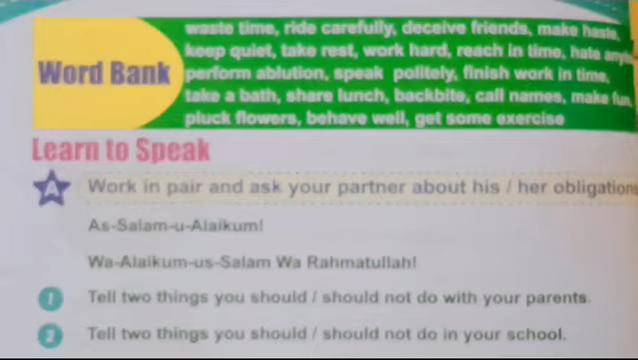 waste time, ride carefully, deceive friends, make haste,
keep quiet, take rest, work hard, reach in time, hate
Word Bank
perform ablution, speak politely, finish work in time,
take a bath, share lunch, backbite, call names, make fun,
pluck flowers, behave well, get some exercise
Learn to Speak
A Work in pair and ask your partner about his / her obligations
As-Salam-u-Alaikum!
Wa-Alaikum-us-Salam Wa Rahmatullah!
1 Tell two things you should / should not do with your parents.
2 Tell two things you should / should not do in your school.